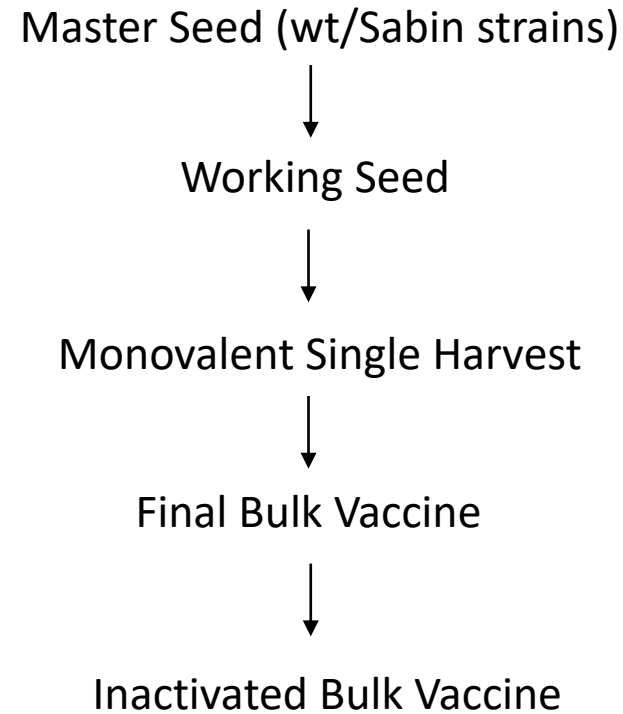 Master Seed (wt/Sabin strains)
Working Seed
Monovalent Single Harvest
Final Bulk Vaccine
Inactivated Bulk Vaccine